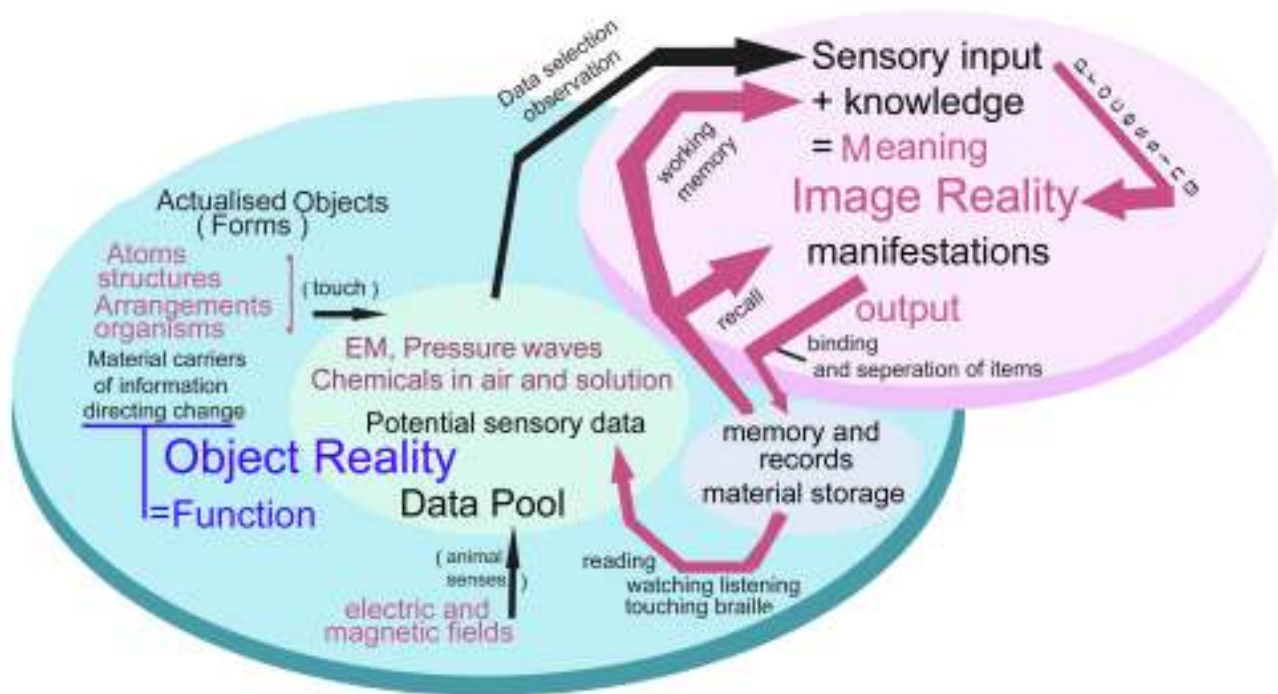 Data selection
observation
Sensory input
+ knowledge
= Meaning
Image Reality
manifestations
processing
working
memory
recall
output
binding
and seperation of items
Actualised Objects
( Forms )
Atoms
structures
Arrangements
organisms
( touch )
Material carriers
of information
directing change
Object Reality
=Function
EM, Pressure waves
Chemicals in air and solution
Potential sensory data
Data Pool
( animal
senses )
electric and
magnetic fields
memory and
records
material storage
reading
watching listening
touching braille